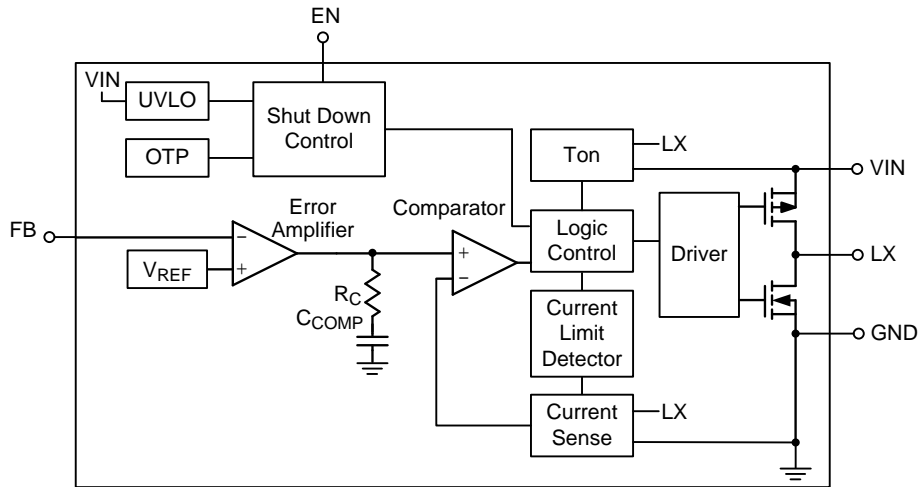 EN
VIN
UVLO
OTP
Shut Down
Control
Ton
LX
VIN
Error
Amplifier
Comparator
Logic
Control
Driver
LX
FB
−
+
VREF
+
−
RC
CCOMP
Current
Limit
Detector
GND
Current
Sense
LX